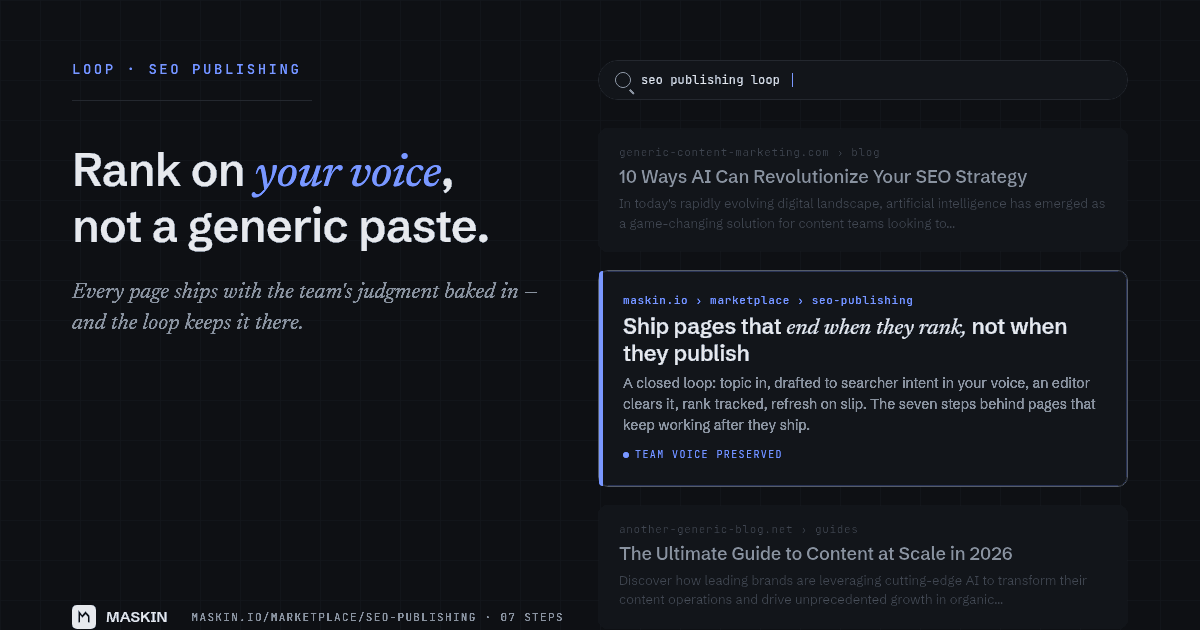 LOOP · SEO PUBLISHING
Rank on your voice,
not a generic paste.
Every page ships with the team's judgment baked in —
and the loop keeps it there.
MASKIN
MASKIN.IO/MARKETPLACE/SEO-PUBLISHING · 07 STEPS
seo publishing loop
generic-content-marketing.com › blog
10 Ways AI Can Revolutionize Your SEO Strategy
In today's rapidly evolving digital landscape, artificial intelligence has emerged as
a game-changing solution for content teams looking to...
maskin.io › marketplace › seo-publishing
Ship pages that end when they rank, not when
they publish
A closed loop: topic in, drafted to searcher intent in your voice, an editor
clears it, rank tracked, refresh on slip. The seven steps behind pages that
keep working after they ship.
TEAM VOICE PRESERVED
another-generic-blog.net › guides
The Ultimate Guide to Content at Scale in 2026
Discover how leading brands are leveraging cutting-edge AI to transform their
content operations and drive unprecedented growth in organic...